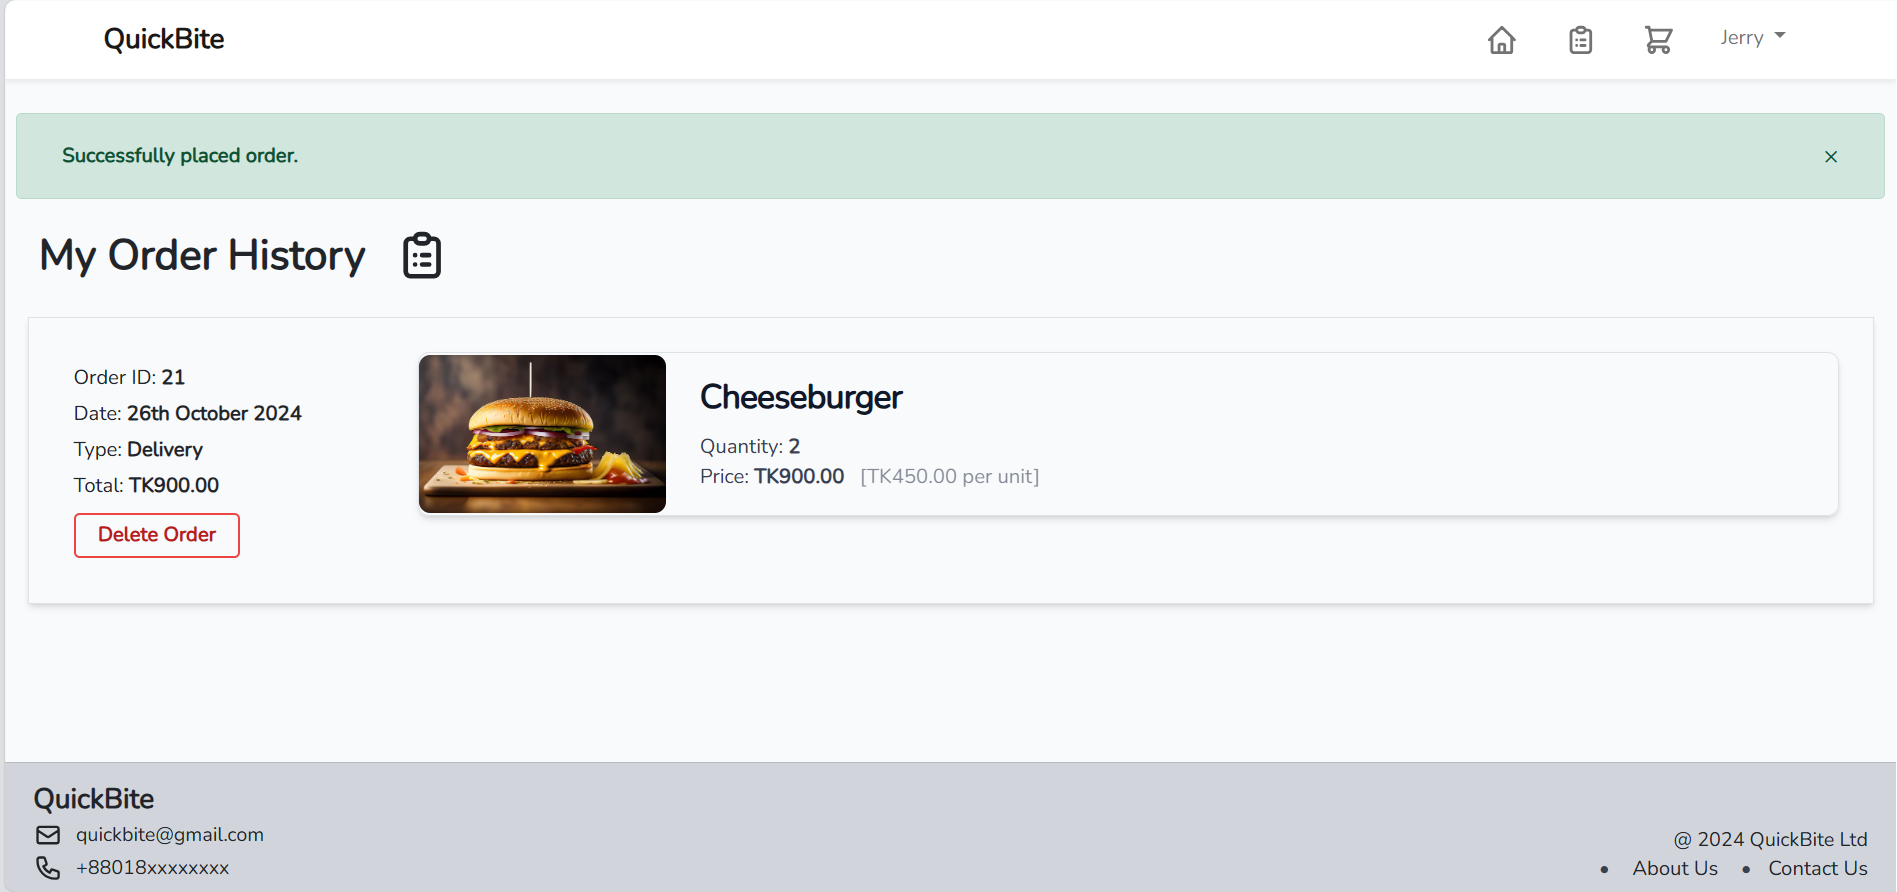 QuickBite
Jerry
Successfully placed order.
My Order History
Order ID: 21
Date: 26th October 2024
Type: Delivery
Total: TK900.00
Delete Order
Cheeseburger
Quantity: 2
Price: TK900.00 [TK450.00 per unit]
QuickBite
quickbite@gmail.com
+88018xxxxxxxx
@ 2024 QuickBite Ltd
• About Us • Contact Us